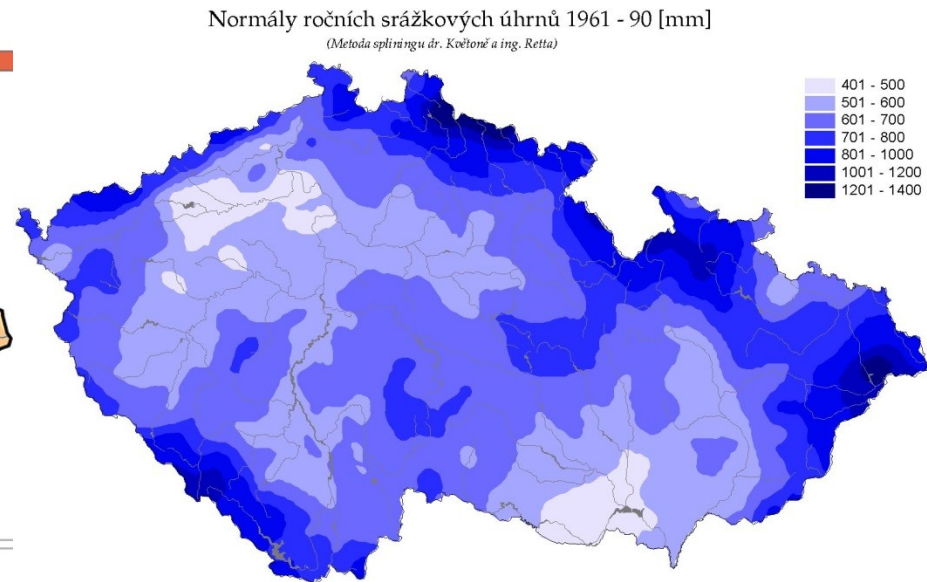 Normály ročních srážkových úhrnů 1961 - 90 [mm]
(Metoda spliningu dr. Květoně a ing. Retta)
401 - 500
501 - 600
601 - 700
701 - 800
801 - 1000
1001 - 1200
1201 - 1400